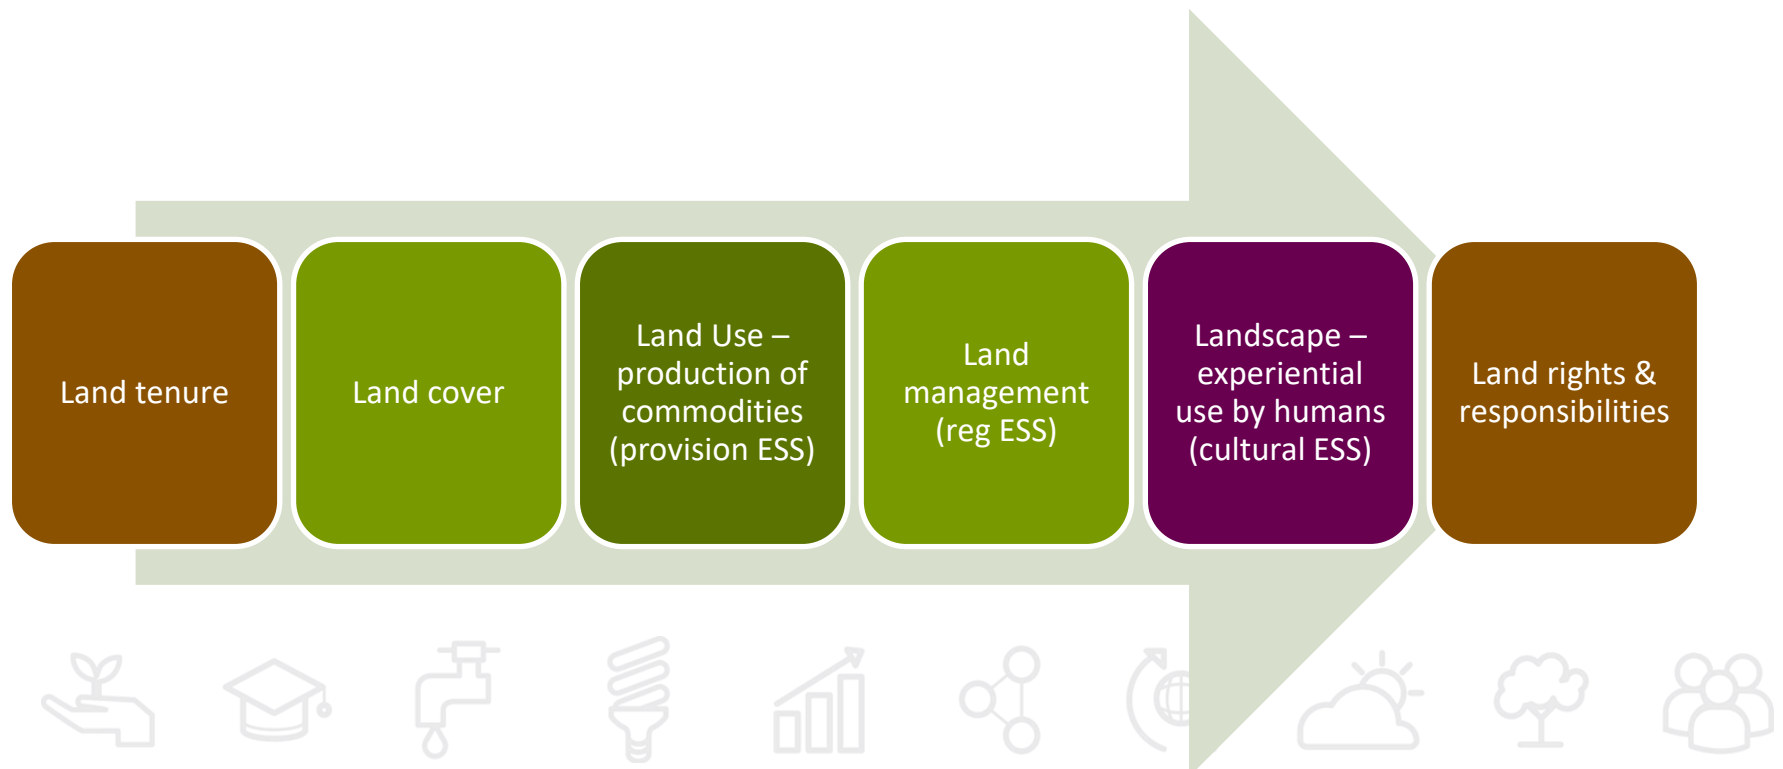 Land tenure
Land cover
Land Use –
production of
commodities
(provision ESS)
Land
management
(reg ESS)
Landscape –
experiential
use by humans
(cultural ESS)
Land rights &
responsibilities